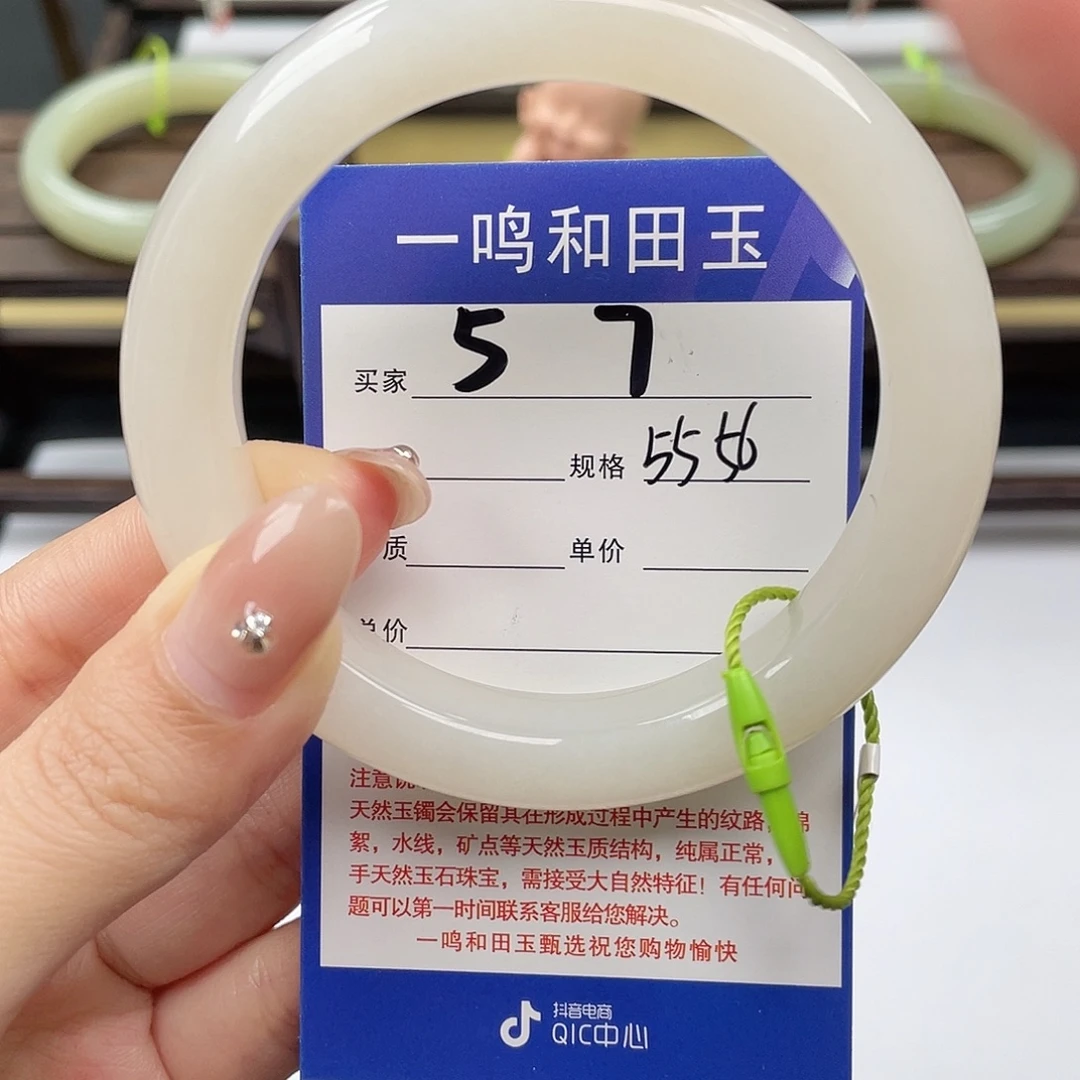 一鸣和田玉
买家 57
规格 55
质 单价
总价
注意
天然玉镯会保留其在形成过程中产生的纹路,
絮，水线，矿点等天然玉质结构，纯属正常，
手天然玉石珠宝，需接受大自然特征！有任何问
题可以第一时间联系客服给您解决。
一鸣和田玉甄选祝您购物愉快
抖音电商
QIC中心